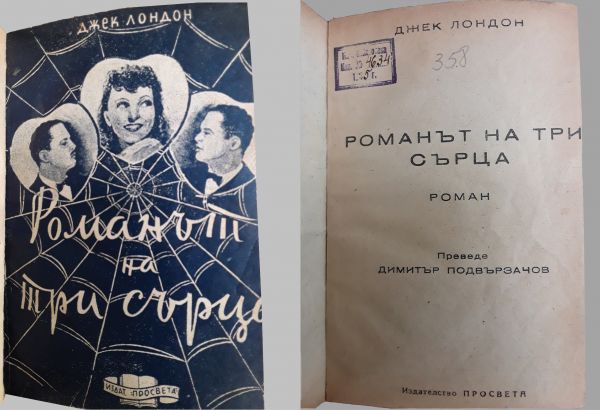 ДЖЕК ЛОНДОН
Романът
на
три сърца
ИЗДАТ. "ПРОСВЕТА"
ДЖЕК ЛОНДОН
4634
358
РОМАНЪТ НА ТРИ
СЪРЦА
РОМАН
Преведе
ДИМИТЪР ПОДВЪРЗАЧОВ
Издателство ПРОСВЕТА